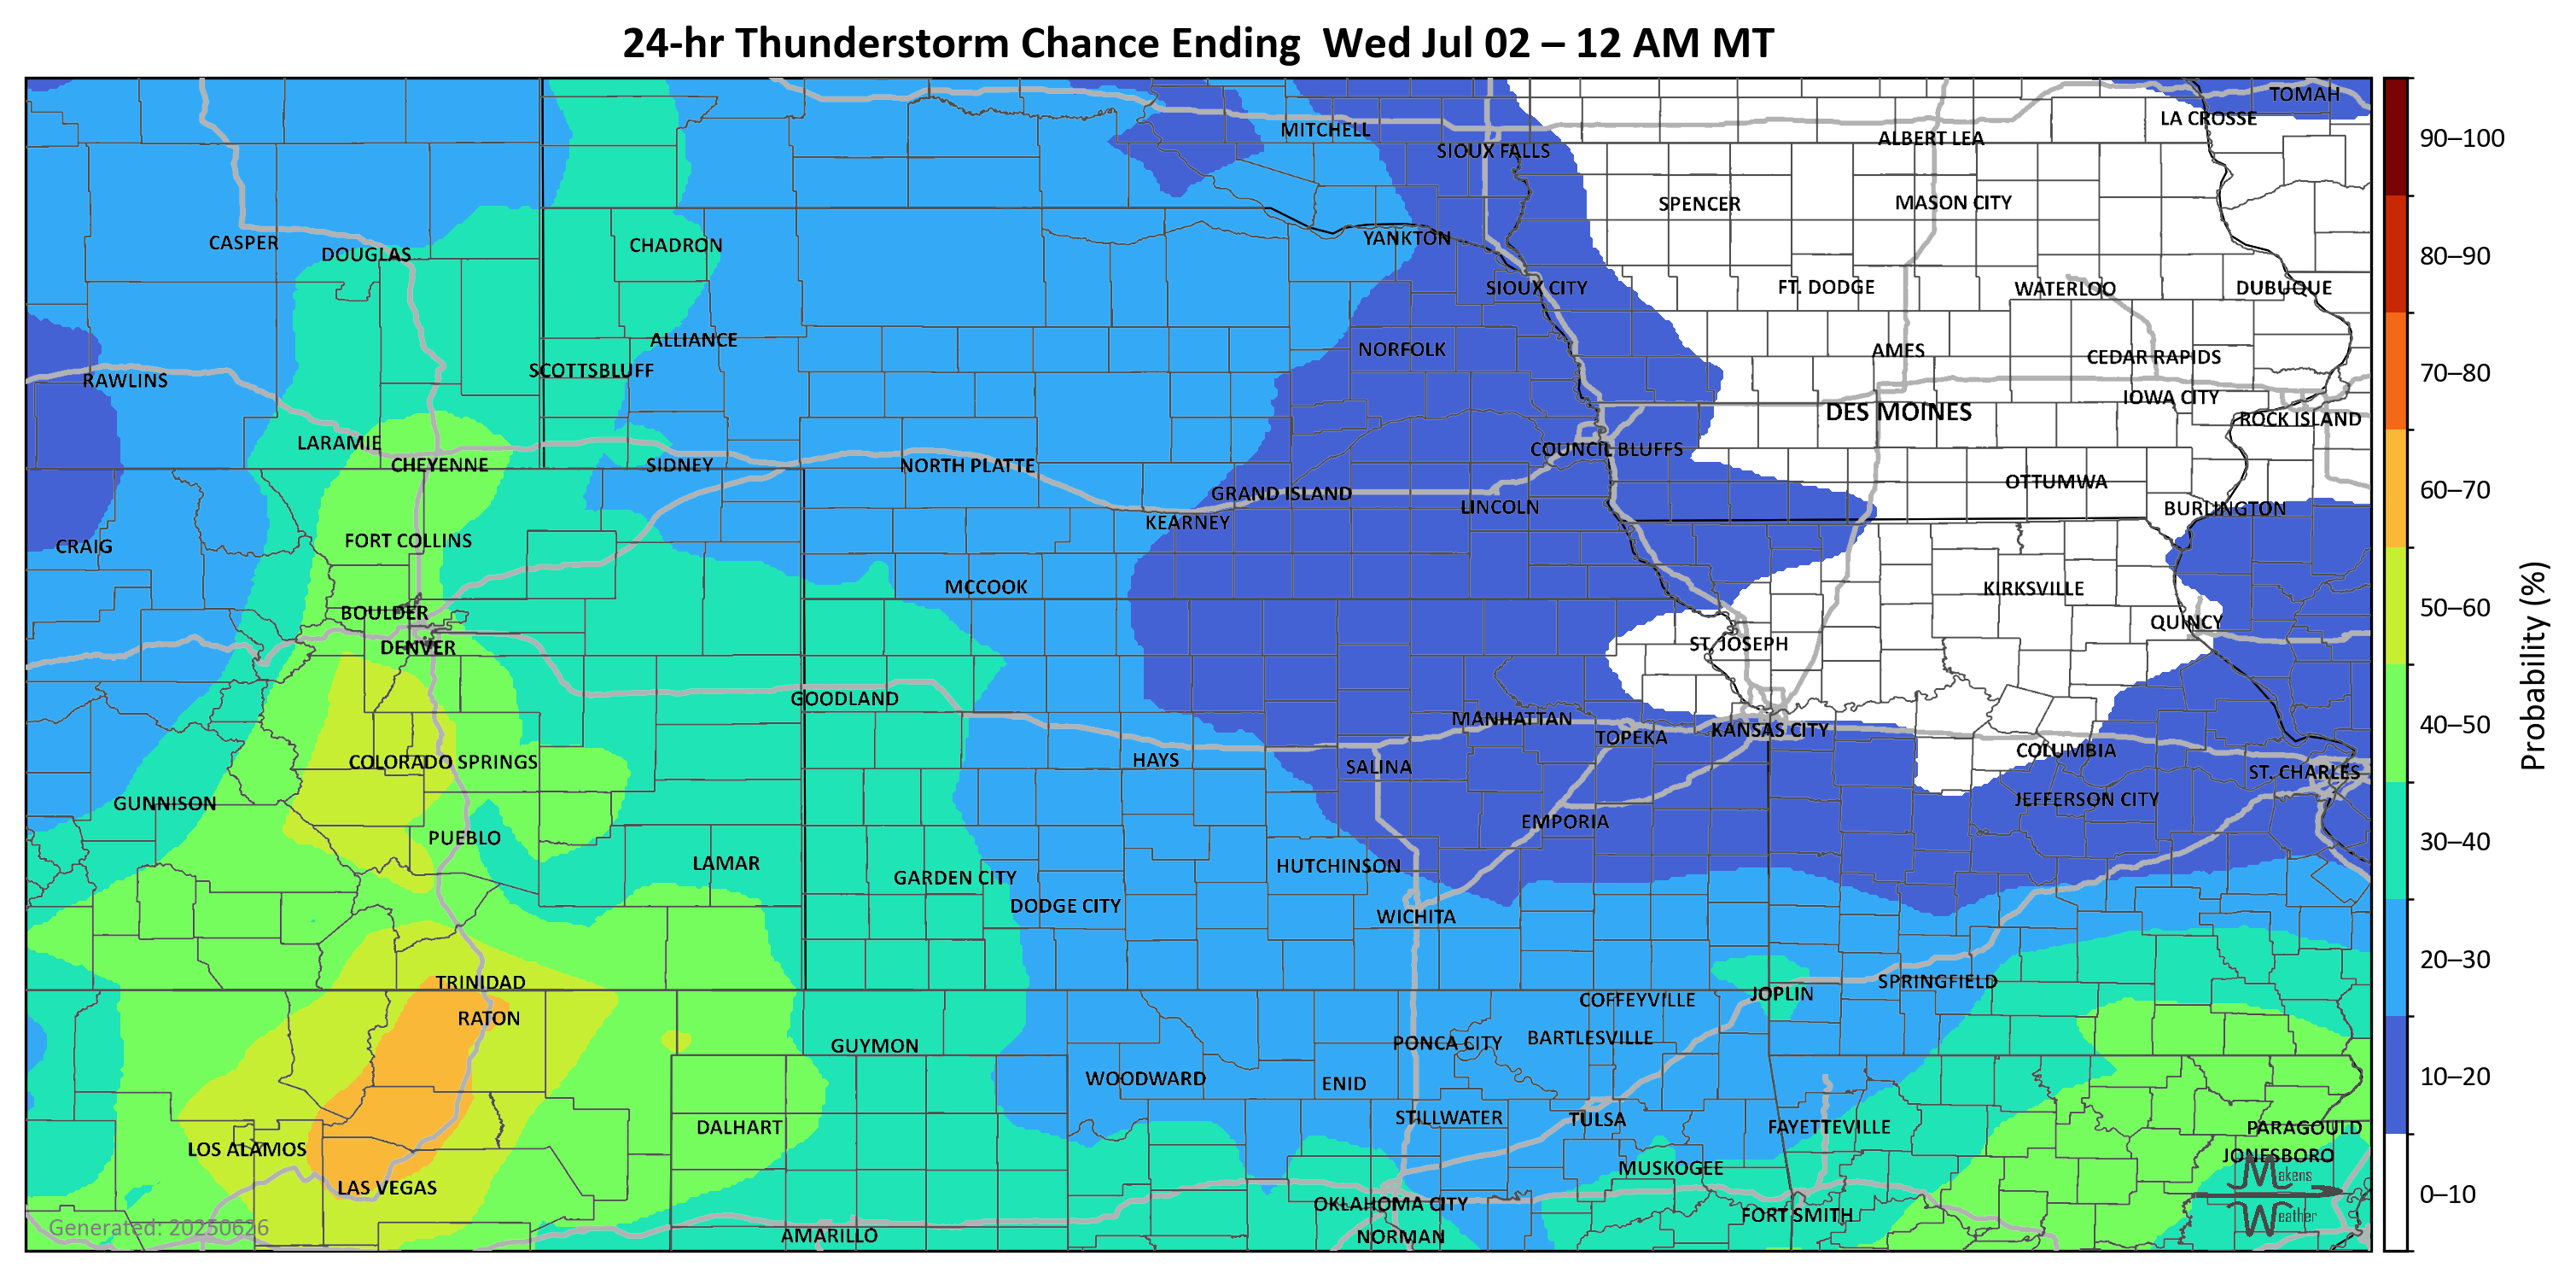 24-hr Thunderstorm Chance Ending  Wed Jul 02 – 12 AM MT
TOMAH
LA CROSSE
MITCHELL
ALBERT LEA
SIOUX FALLS
SPENCER
MASON CITY
CASPER
DOUGLAS
CHADRON
YANKTON
SIOUX CITY
FT. DODGE
WATERLOO
DUBUQUE
ALLIANCE
NORFOLK
AMES
CEDAR RAPIDS
RAWLINS
SCOTTSBLUFF
IOWA CITY
DES MOINES
ROCK ISLAND
LARAMIE
COUNCIL BLUFFS
CHEYENNE
SIDNEY
NORTH PLATTE
OTTUMWA
GRAND ISLAND
LINCOLN
BURLINGTON
KEARNEY
CRAIG
FORT COLLINS
MCCOOK
KIRKSVILLE
BOULDER
QUINCY
DENVER
ST. JOSEPH
GOODLAND
MANHATTAN
TOPEKA
KANSAS CITY
COLUMBIA
COLORADO SPRINGS
HAYS
SALINA
ST. CHARLES
GUNNISON
JEFFERSON CITY
PUEBLO
EMPORIA
LAMAR
HUTCHINSON
GARDEN CITY
DODGE CITY
WICHITA
TRINIDAD
SPRINGFIELD
JOPLIN
COFFEYVILLE
RATON
GUYMON
PONCA CITY
BARTLESVILLE
WOODWARD
ENID
STILLWATER
TULSA
DALHART
FAYETTEVILLE
PARAGOULD
LOS ALAMOS
JONESBORO
MUSKOGEE
LAS VEGAS
OKLAHOMA CITY
FORT SMITH
AMARILLO
NORMAN
Generated: 20250626
Makens
Weather
90–100
80–90
70–80
60–70
50–60
40–50
30–40
20–30
10–20
0–10
Probability (%)